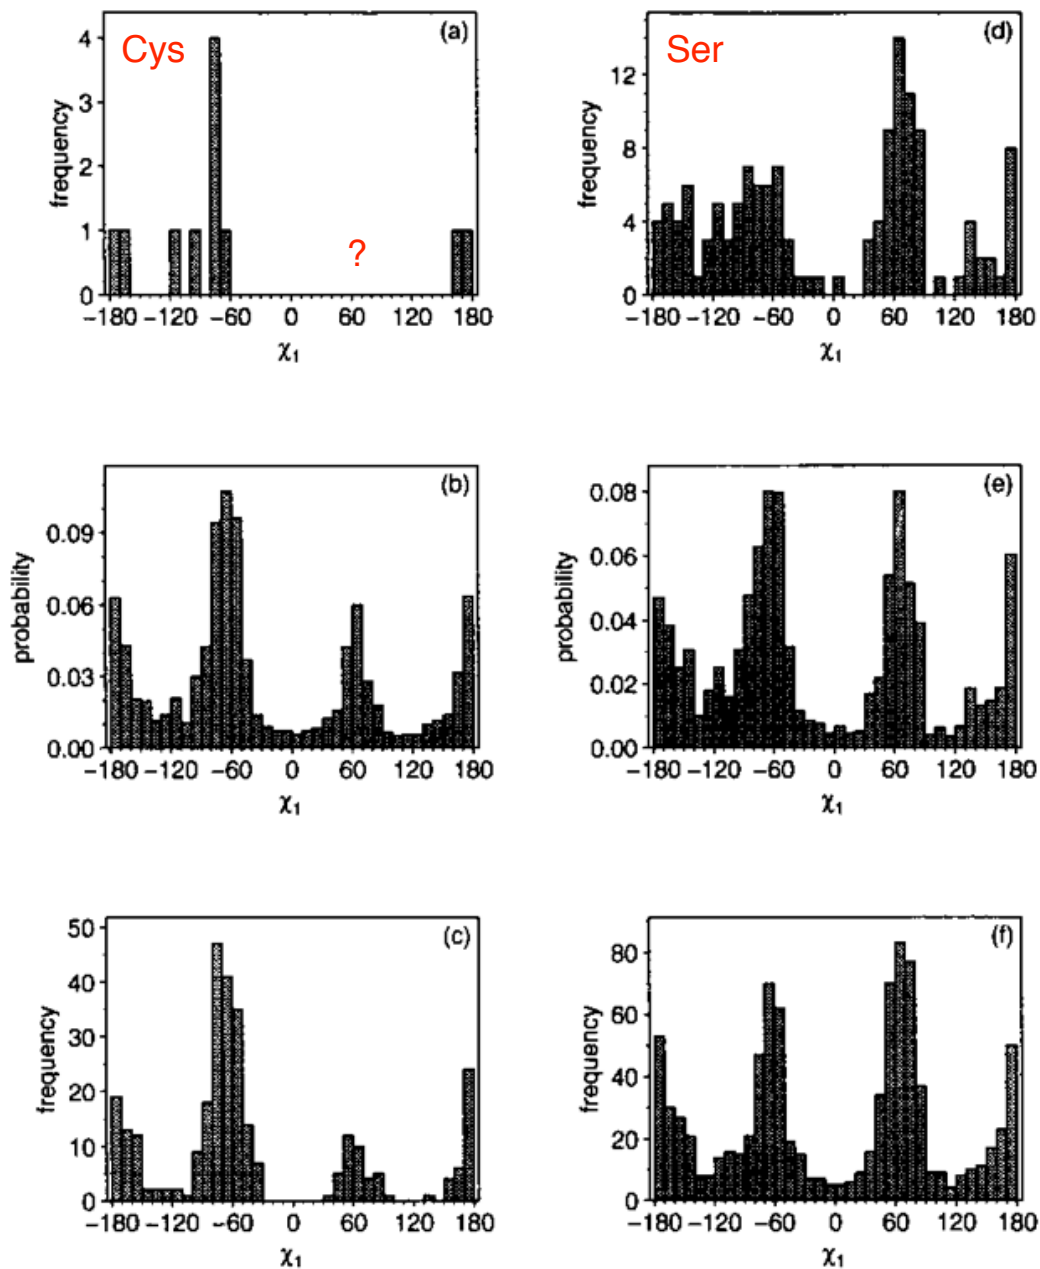 Cys
(a)
frequency
4
3
2
1
0
?
−180 −120 −60 0 60 120 180
χ₁
Ser
(d)
frequency
12
8
4
0
−180 −120 −60 0 60 120 180
χ₁
(b)
probability
0.09
0.06
0.03
0.00
−180 −120 −60 0 60 120 180
χ₁
(e)
probability
0.08
0.06
0.04
0.02
0.00
−180 −120 −60 0 60 120 180
χ₁
(c)
frequency
50
40
30
20
10
0
−180 −120 −60 0 60 120 180
χ₁
(f)
frequency
80
60
40
20
0
−180 −120 −60 0 60 120 180
χ₁